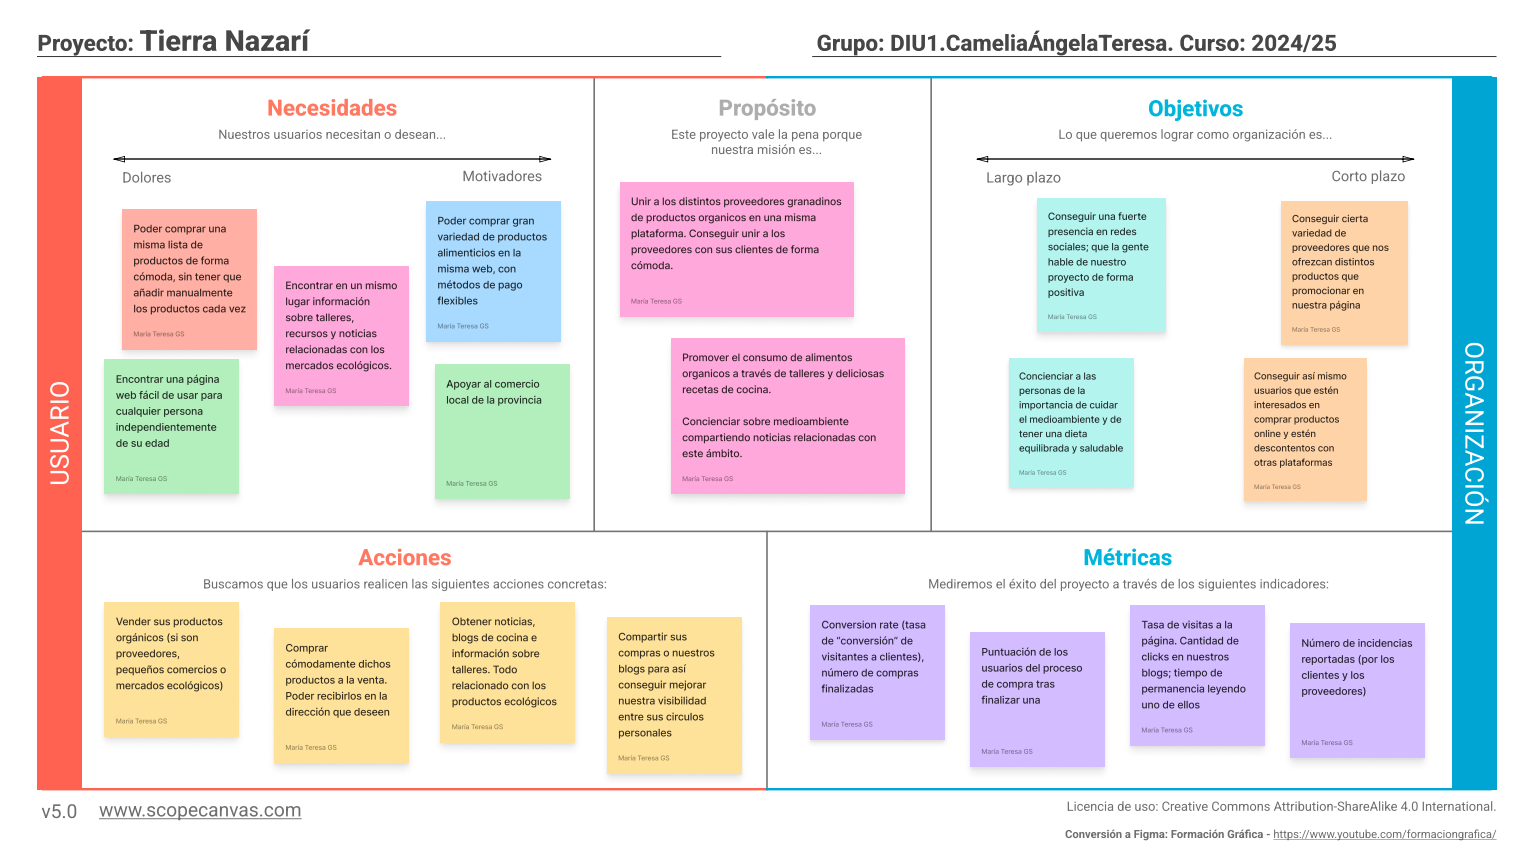 Proyecto: Tierra Nazarí
Grupo: DIU1.CameliaÁngelaTeresa. Curso: 2024/25
USUARIO
Necesidades
Nuestros usuarios necesitan o desean...
Dolores
Motivadores
Poder comprar una
misma lista de
productos de forma
cómoda, sin tener que
añadir manualmente
los productos cada vez
María Teresa GS
Encontrar en un mismo
lugar información
sobre talleres,
recursos y noticias
relacionadas con los
mercados ecológicos.
María Teresa GS
Poder comprar gran
variedad de productos
alimenticios en la
misma web, con
métodos de pago
flexibles
María Teresa GS
Encontrar una página
web fácil de usar para
cualquier persona
independientemente
de su edad
María Teresa GS
Apoyar al comercio
local de la provincia
María Teresa GS
Propósito
Este proyecto vale la pena porque
nuestra misión es...
Unir a los distintos proveedores granadinos
de productos organicos en una misma
plataforma. Conseguir unir a los
proveedores con sus clientes de forma
cómoda.
María Teresa GS
Promover el consumo de alimentos
organicos a través de talleres y deliciosas
recetas de cocina.
Concienciar sobre medioambiente
compartiendo noticias relacionadas con
este ámbito.
María Teresa GS
Objetivos
Lo que queremos lograr como organización es...
Largo plazo
Corto plazo
Conseguir una fuerte
presencia en redes
sociales; que la gente
hable de nuestro
proyecto de forma
positiva
María Teresa GS
Conseguir cierta
variedad de
proveedores que nos
ofrezcan distintos
productos que
promocionar en
nuestra página
María Teresa GS
Concienciar a las
personas de la
importancia de cuidar
el medioambiente y de
tener una dieta
equilibrada y saludable
María Teresa GS
Conseguir así mismo
usuarios que estén
interesados en
comprar productos
online y estén
descontentos con
otras plataformas
María Teresa GS
ORGANIZACIÓN
Acciones
Buscamos que los usuarios realicen las siguientes acciones concretas:
Vender sus productos
orgánicos (si son
proveedores,
pequeños comercios o
mercados ecológicos)
María Teresa GS
Comprar
cómodamente dichos
productos a la venta.
Poder recibirlos en la
dirección que deseen
María Teresa GS
Obtener noticias,
blogs de cocina e
información sobre
talleres. Todo
relacionado con los
productos ecológicos
María Teresa GS
Compartir sus
compras o nuestros
blogs para así
conseguir mejorar
nuestra visibilidad
entre sus circulos
personales
María Teresa GS
Métricas
Mediremos el éxito del proyecto a través de los siguientes indicadores:
Conversion rate (tasa
de “conversión” de
visitantes a clientes),
número de compras
finalizadas
María Teresa GS
Puntuación de los
usuarios del proceso
de compra tras
finalizar una
María Teresa GS
Tasa de visitas a la
página. Cantidad de
clicks en nuestros
blogs; tiempo de
permanencia leyendo
uno de ellos
María Teresa GS
Número de incidencias
reportadas (por los
clientes y los
proveedores)
María Teresa GS
v5.0 www.scopecanvas.com
Licencia de uso: Creative Commons Attribution-ShareAlike 4.0 International.
Conversión a Figma: Formación Gráfica - https://www.youtube.com/formaciongrafica/